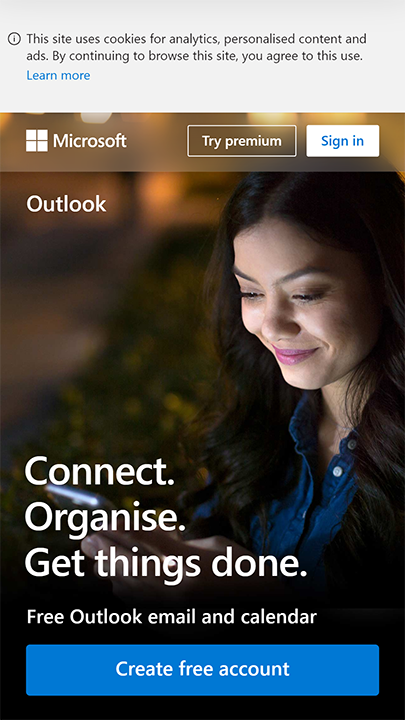 This site uses cookies for analytics, personalised content and
ads. By continuing to browse this site, you agree to this use.
Learn more
Microsoft
Try premium
Sign in
Outlook
Connect.
Organise.
Get things done.
Free Outlook email and calendar
Create free account